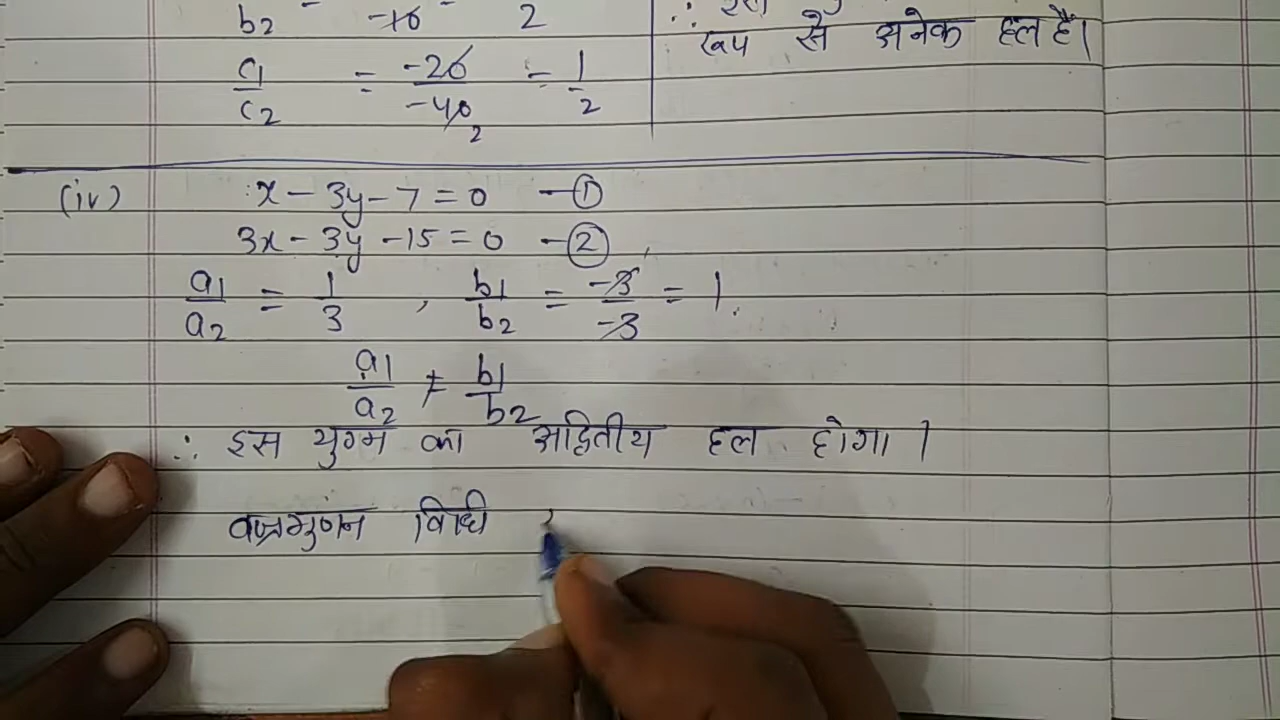 b2 -10 2
रूप से अनेक हल है।
c1/c2 = -20/-40 2 = 1/2
(iv) x - 3y - 7 = 0 - ①
3x - 3y - 15 = 0 - ②
a1/a2 = 1/3 , b1/b2 = -3/-3 = 1.
a1/a2 ≠ b1/b2
∴ इस युग्म का अद्वितीय हल होगा।
वज्रगुणन विधि